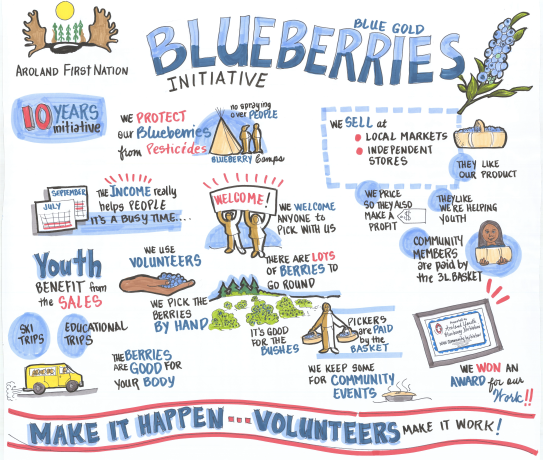 AROLAND FIRST NATION
BLUE GOLD
BLUEBERRIES
INITIATIVE
10 YEARS
initiative
WE PROTECT
our Blueberries
from Pesticides
no spraying
over PEOPLE
BLUEBERRY Camps
WE SELL at
LOCAL MARKETS
INDEPENDENT
STORES
THEY LIKE
OUR PRODUCT
SEPTEMBER
JULY
the INCOME really
helps PEOPLE
IT'S A BUSY TIME....
WELCOME!
WE WELCOME
ANYONE to
PICK WITH US
WE PRICE
SO THEY ALSO
MAKE A
PROFIT
$
THEY LIKE
WE'RE HELPING
YOUTH
COMMUNITY
MEMBERS
are paid by
the 3L.BASKET
Youth
BENEFIT from
the SALES
WE USE
VOLUNTEERS
WE PICK THE
BERRIES
BY HAND
THERE ARE LOTS
OF BERRIES TO
GO ROUND
SKI
TRIPS
EDUCATIONAL
TRIPS
THE BERRIES
ARE GOOD FOR
YOUR BODY
IT'S GOOD
FOR THE
BUSHES
PICKERS
are PAID
by the
BASKET
WE KEEP SOME
FOR COMMUNITY
EVENTS
Aroland Youth
Blueberry Initiative
WE WON AN
AWARD for our
Work!!
MAKE IT HAPPEN ... VOLUNTEERS MAKE IT WORK!